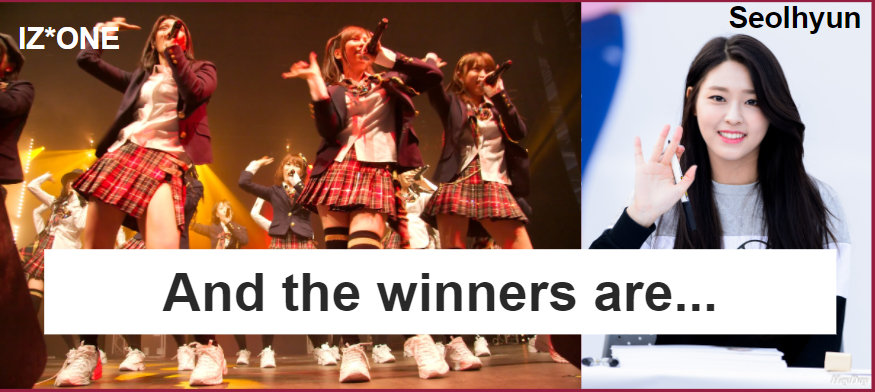 IZ*ONE
Seolhyun
And the winners are...